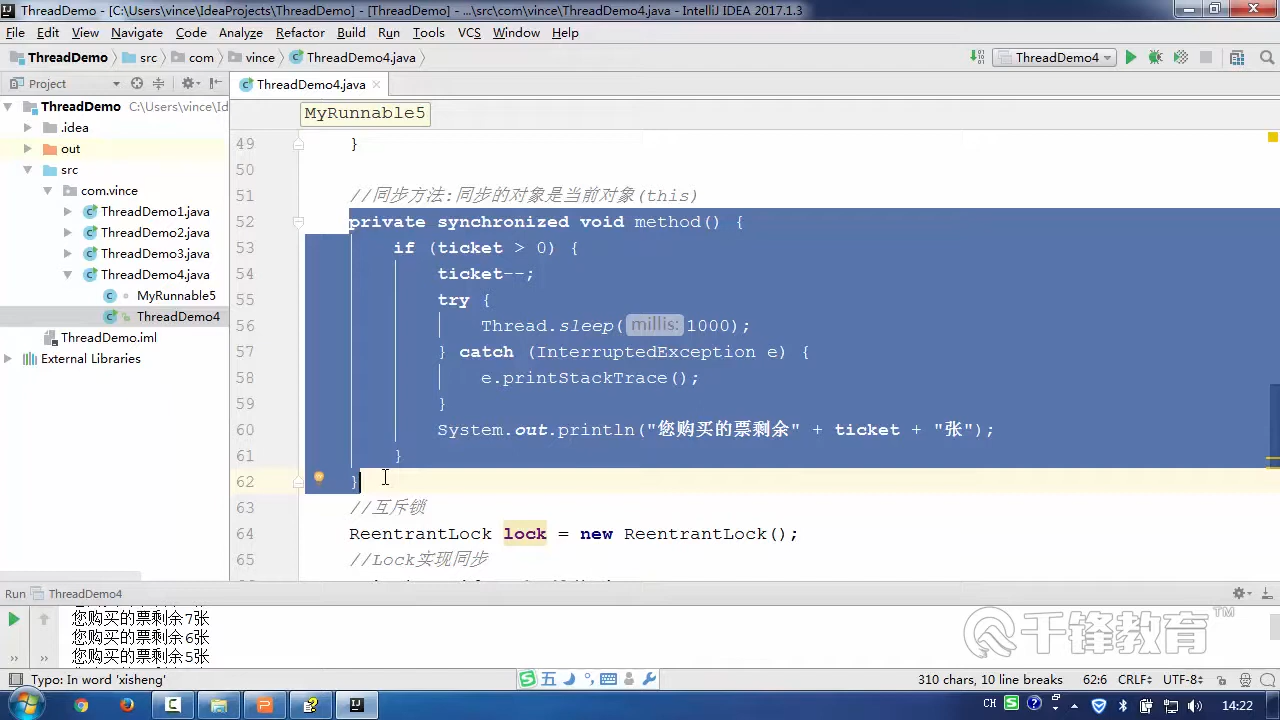 ThreadDemo - [C:\Users\vince\IdeaProjects\ThreadDemo] - [ThreadDemo] - ...\src\com\vince\ThreadDemo4.java - IntelliJ IDEA 2017.1.3
File Edit View Navigate Code Analyze Refactor Build Run Tools VCS Window Help
ThreadDemo src com vince ThreadDemo4.java ThreadDemo4
Project ThreadDemo4.java
ThreadDemo C:\Users\vince\Id
MyRunnable5
.idea
out
src
com.vince
ThreadDemo1.java
ThreadDemo2.java
ThreadDemo3.java
ThreadDemo4.java
MyRunnable5
ThreadDemo4
ThreadDemo.iml
External Libraries
49 }
50
51 //同步方法:同步的对象是当前对象(this)
52 private synchronized void method() {
53 if (ticket > 0) {
54 ticket--;
55 try {
56 Thread.sleep( millis: 1000);
57 } catch (InterruptedException e) {
58 e.printStackTrace();
59 }
60 System.out.println("您购买的票剩余" + ticket + "张");
61 }
62 }
63 //互斥锁
64 ReentrantLock lock = new ReentrantLock();
65 //Lock实现同步
Run ThreadDemo4
您购买的票剩余7张
您购买的票剩余6张
您购买的票剩余5张
千锋教育™
Typo: In word 'xisheng' 五 310 chars, 10 line breaks 62:6 CRLF UTF-8
CH 14:22